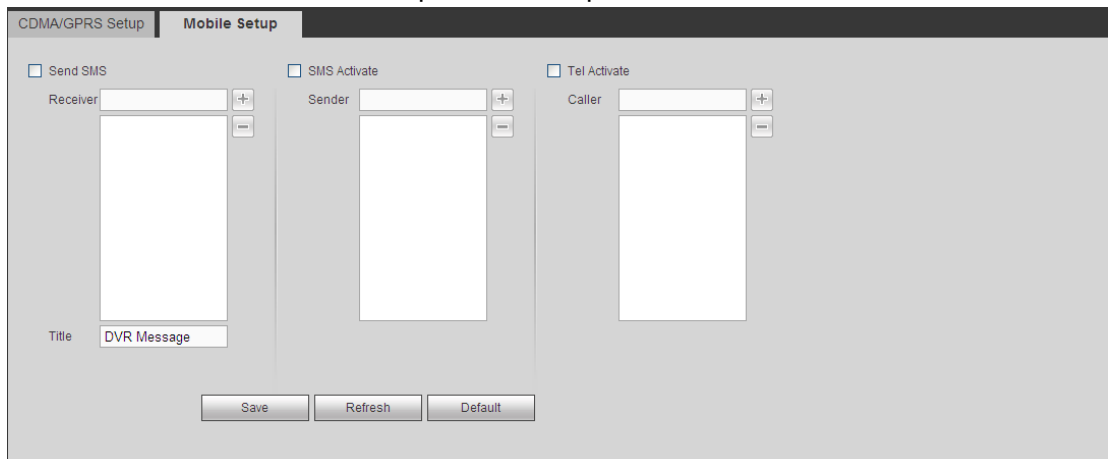 CDMA/GPRS Setup Mobile Setup
Send SMS SMS Activate Tel Activate
Receiver Sender Caller
Title DVR Message
Save Refresh Default